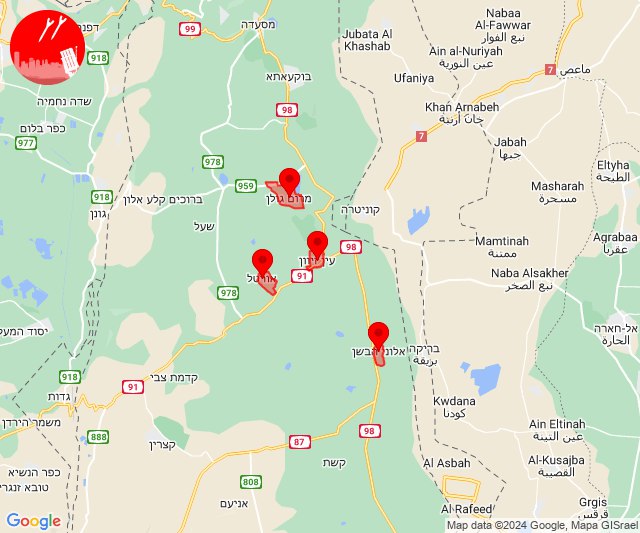 דפנה
99
מסעדה
Nabaa
Al-Fawwar
نبع الفوار
Jubata Al
Khashab
918
בוקעאתא
Ain al-Nuriyah
عين النورية
Ufaniya
7
ماعص
שדה נחמיה
918
98
Khan Arnabeh
خان أرنبة
כפר בלום
977
7
Jabah
جبها
978
Eltyha
الطيحة
959
מרום גולן
Masharah
مسحرة
ברוכים קלע אלון
גונן
קוניטרה
שעל
Agrabaa
عقربا
98
Mamtinah
ممتنة
עין זיוון
91
Naba Alsakher
نبع الصخر
אורטל
978
יסוד המעלה
אל-חארה
الحارة
אלוני הבשן
בריקה
بريقة
918
קדמת צבי
91
גדות
Kwdana
كودنا
משמר הירדן
888
Ain Eltinah
عين التينة
98
87
קצרין
קשת
Al Asbah
Al-Kusajba
القصيبة
כפר הנשיא
טובא זנגריה
808
אניעם
Al Rafeed
الرفيد
Grgis
قرقس
Google
Map data ©2024 Google, Mapa GISrael